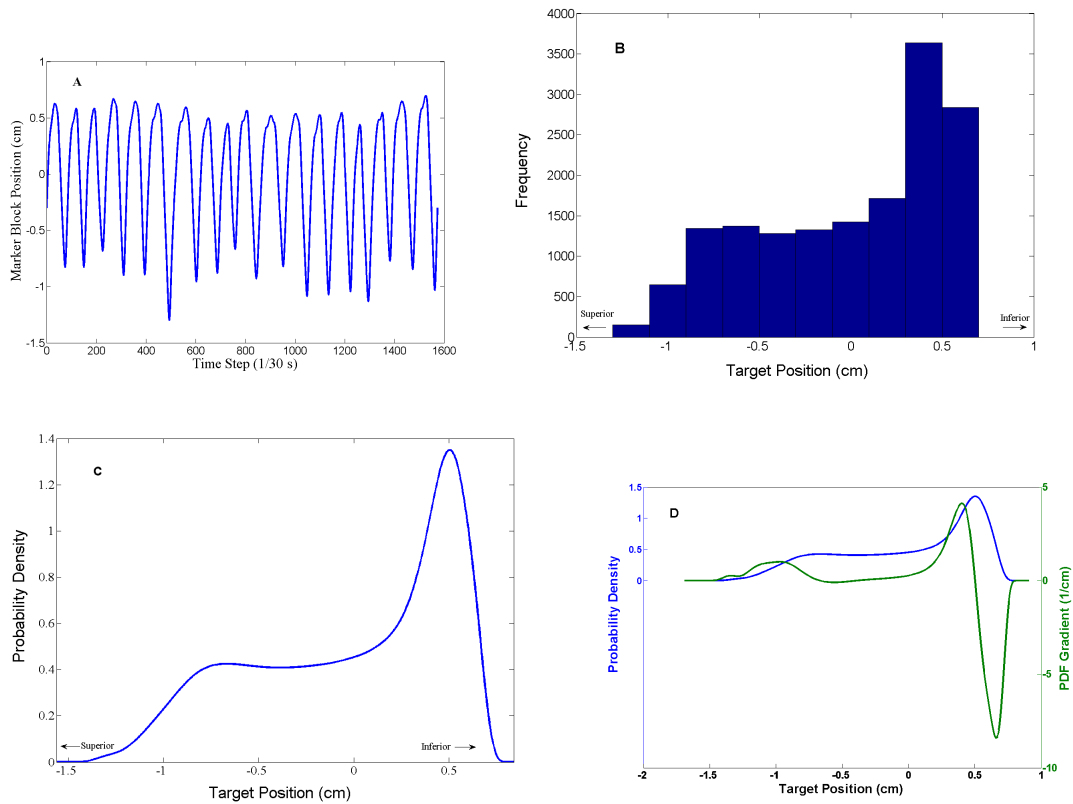 A
Marker Block Position (cm)
1
0.5
0
-0.5
-1
-1.5
0 200 400 600 800 1000 1200 1400 1600
Time Step (1/30 s)
B
Frequency
4000
3500
3000
2500
2000
1500
1000
500
0
Superior
Inferior
-1.5 -1 -0.5 0 0.5 1
Target Position (cm)
C
Probability Density
1.4
1.2
1
0.8
0.6
0.4
0.2
0
Superior
Inferior
-1.5 -1 -0.5 0 0.5
Target Position (cm)
D
Probability Density
1.5
1
0.5
0
5
0
-5
-10
PDF Gradient (1/cm)
-2 -1.5 -1 -0.5 0 0.5 1
Target Position (cm)